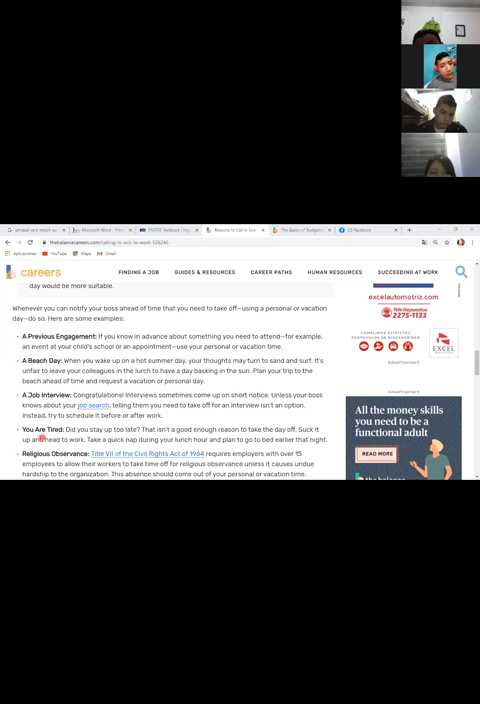 phrasal verb match
Microsoft Word - Phra
PM155 Textbook | Ingl
Reasons to Call in Sick
The Basics of Budgeting
(2) Facebook
thebalancecareers.com/calling-in-sick-to-work-526246
Aplicaciones YouTube Maps Gmail
careers
FINDING A JOB GUIDES & RESOURCES CAREER PATHS HUMAN RESOURCES SUCCEEDING AT WORK
day would be more suitable.
Whenever you can notify your boss ahead of time that you need to take off—using a personal or vacation
day—do so. Here are some examples:
A Previous Engagement: If you know in advance about something you need to attend—for example,
an event at your child's school or an appointment—use your personal or vacation time.
A Beach Day: When you wake up on a hot summer day, your thoughts may turn to sand and surf. It's
unfair to leave your colleagues in the lurch to have a day basking in the sun. Plan your trip to the
beach ahead of time and request a vacation or personal day.
A Job Interview: Congratulations! Interviews sometimes come up on short notice. Unless your boss
knows about your job search, telling them you need to take off for an interview isn't an option.
Instead, try to schedule it before or after work.
You Are Tired: Did you stay up too late? That isn't a good enough reason to take the day off. Suck it
up and head to work. Take a quick nap during your lunch hour and plan to go to bed earlier that night.
Religious Observance: Title VII of the Civil Rights Act of 1964 requires employers with over 15
employees to allow their workers to take time off for religious observance unless it causes undue
hardship to the organization. This absence should come out of your personal or vacation time.
excelautomotriz.com
Tele Repuestos
2275-1133
CUMPLIMOS ESTRICTOS
PROTOCOLOS DE BIOSEGURIDAD
EXCEL
Advertisement
Advertisement
All the money skills
you need to be a
functional adult
READ MORE
the balance